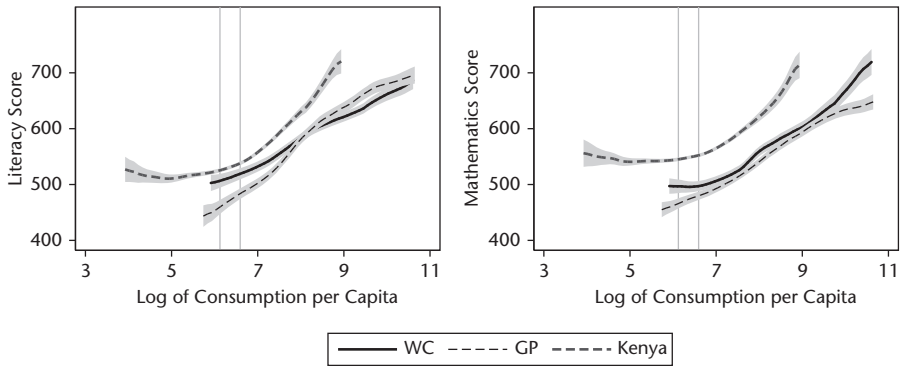 Literacy Score
700
600
500
400
3 5 7 9 11
Log of Consumption per Capita
Mathematics Score
700
600
500
400
3 5 7 9 11
Log of Consumption per Capita
WC GP Kenya